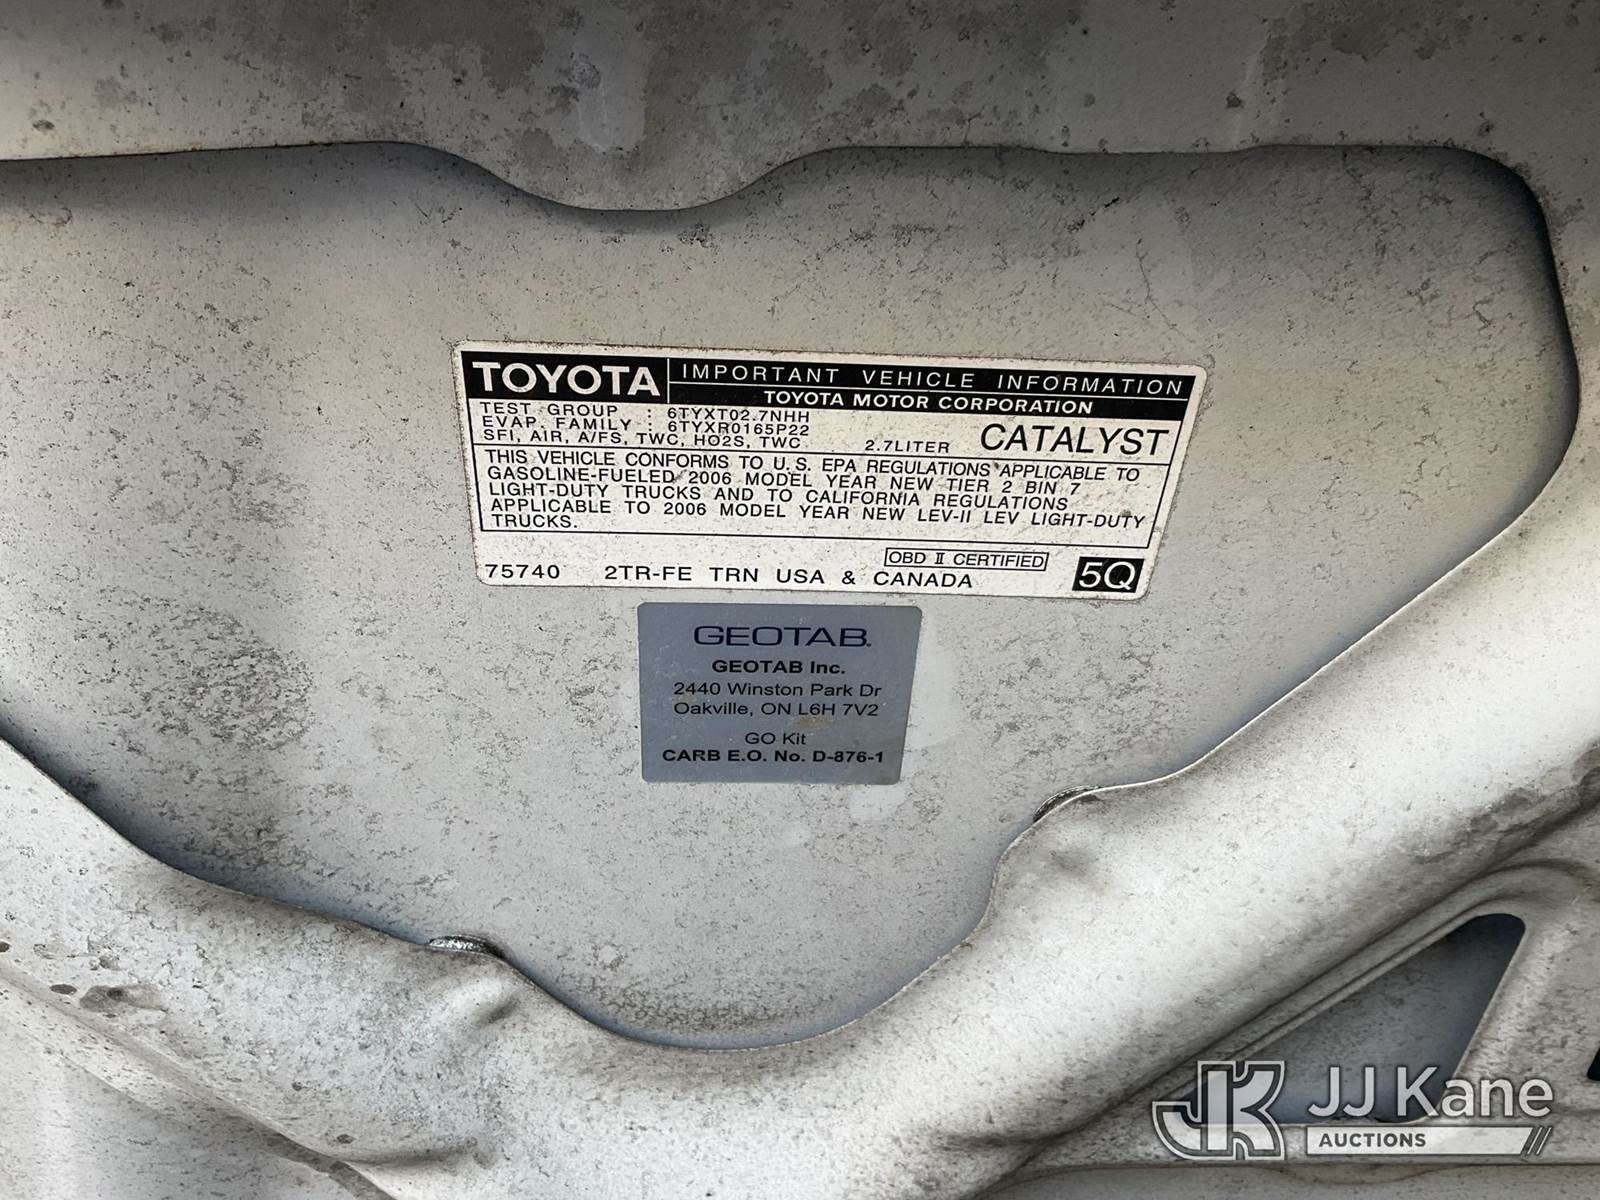 TOYOTA IMPORTANT VEHICLE INFORMATION
TOYOTA MOTOR CORPORATION
TEST GROUP : 6TYXT02.7NHH
EVAP. FAMILY : 6TYXR0165P22
SFI, AIR, A/FS, TWC, HO2S, TWC 2.7LITER CATALYST
THIS VEHICLE CONFORMS TO U.S. EPA REGULATIONS APPLICABLE TO
GASOLINE-FUELED 2006 MODEL YEAR NEW TIER 2 BIN 7
LIGHT-DUTY TRUCKS AND TO CALIFORNIA REGULATIONS
APPLICABLE TO 2006 MODEL YEAR NEW LEV-II LEV LIGHT-DUTY
TRUCKS.
OBD II CERTIFIED
75740 2TR-FE TRN USA & CANADA 5Q
GEOTAB.
GEOTAB Inc.
2440 Winston Park Dr
Oakville, ON L6H 7V2
GO Kit
CARB E.O. No. D-876-1
JK JJ Kane
AUCTIONS